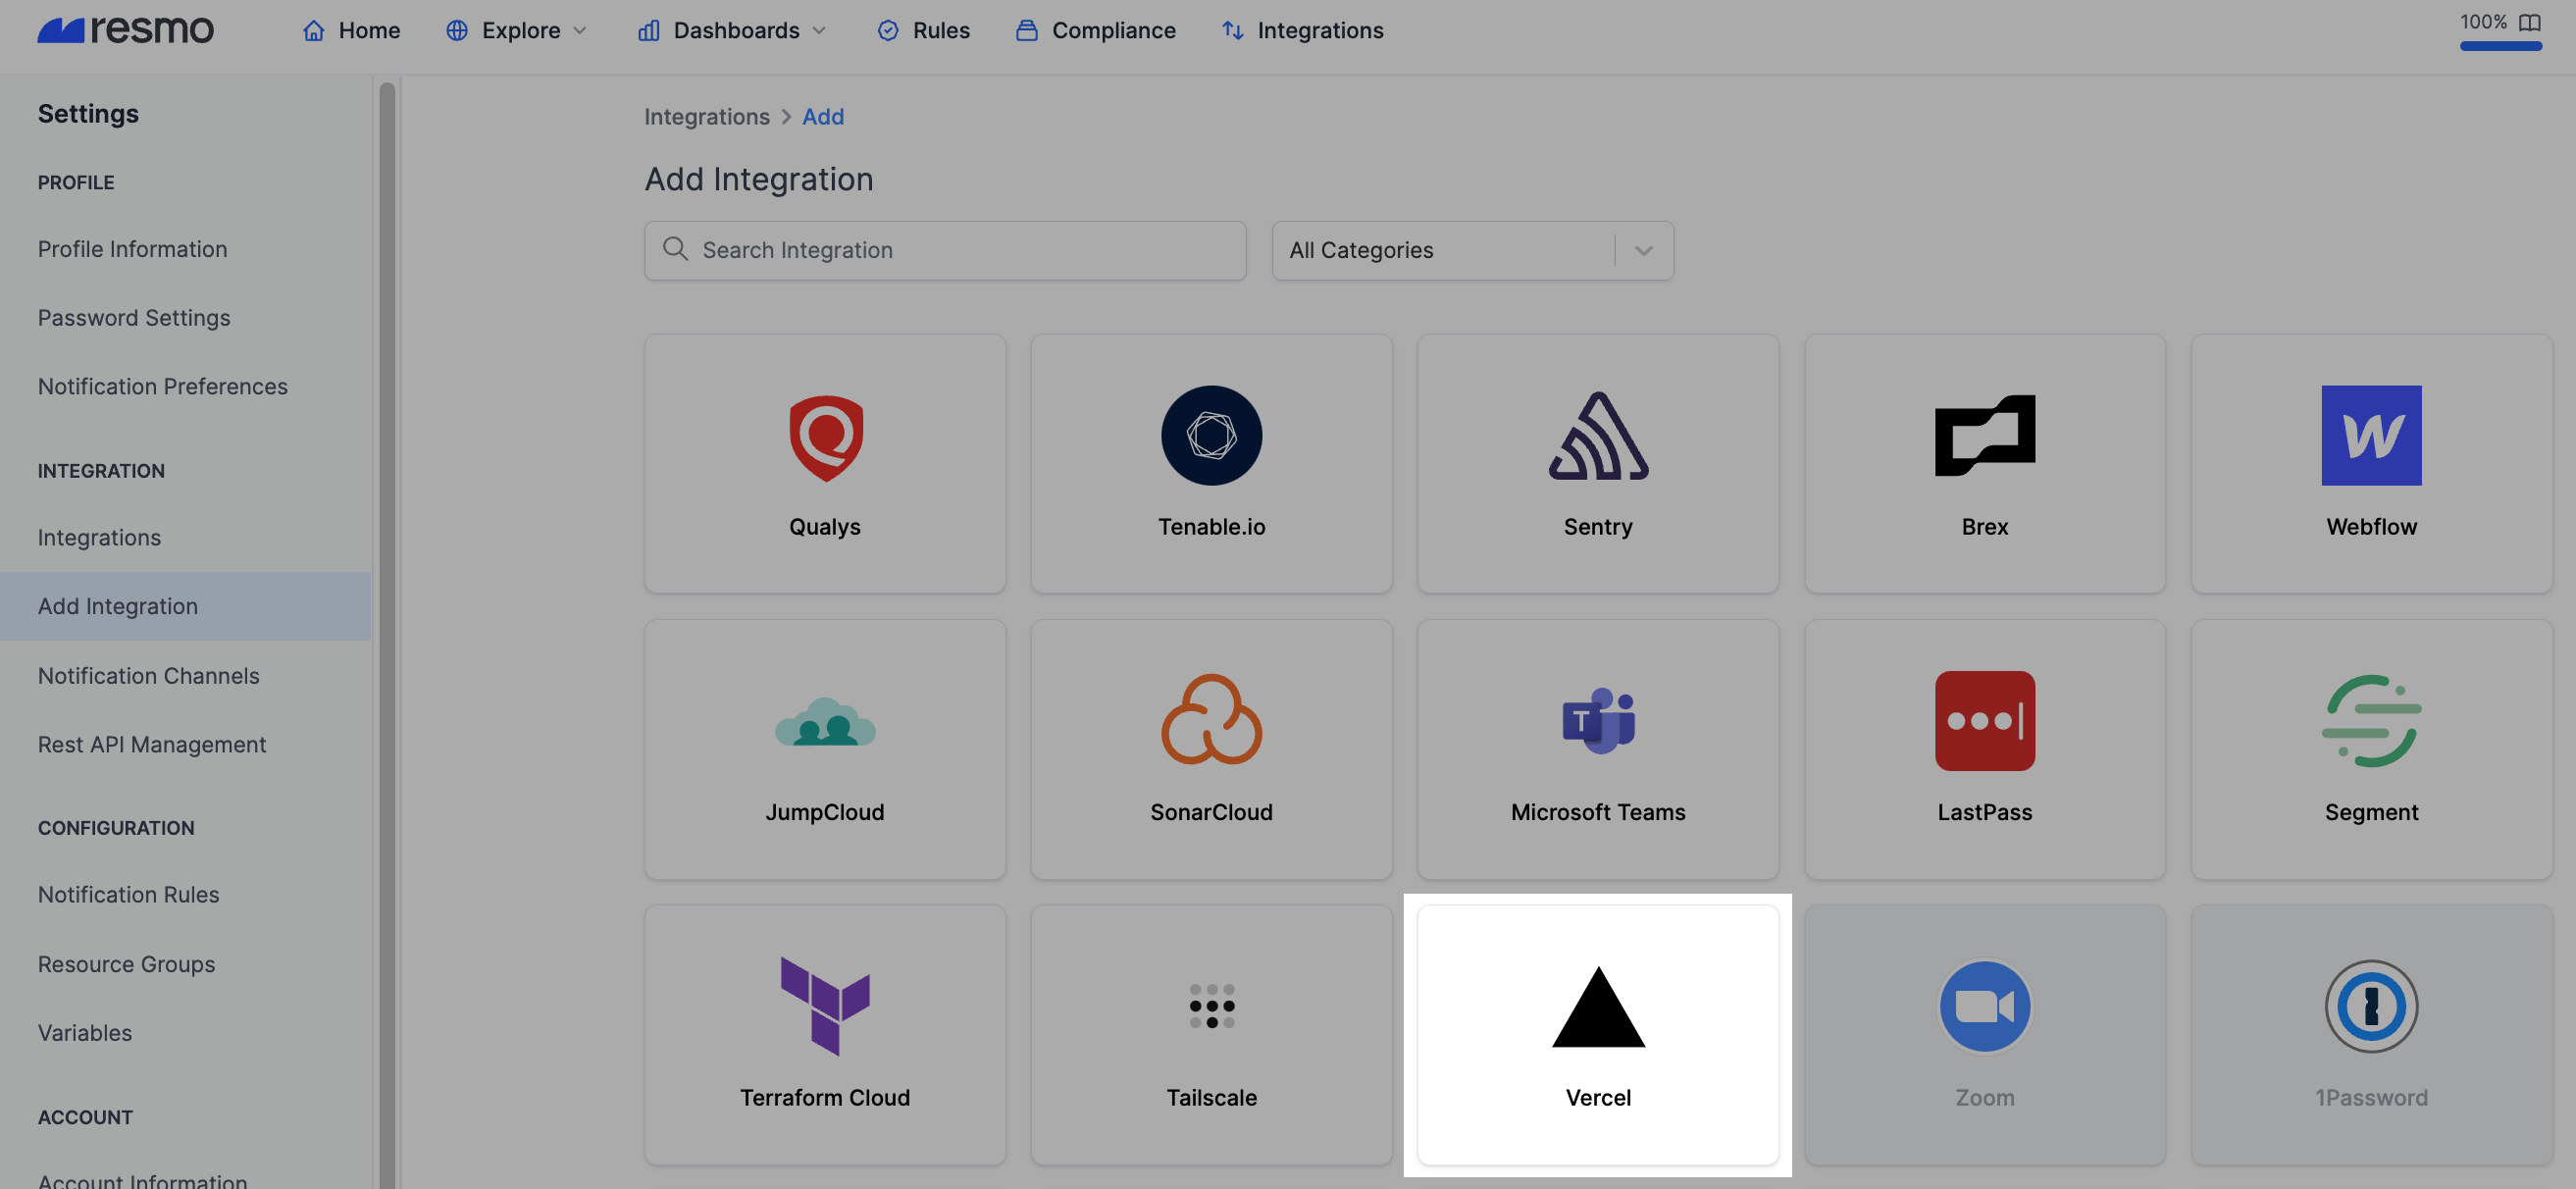 resmo
Home
Explore
Dashboards
Rules
Compliance
Integrations
100%
Settings
PROFILE
Profile Information
Password Settings
Notification Preferences
INTEGRATION
Integrations
Add Integration
Notification Channels
Rest API Management
CONFIGURATION
Notification Rules
Resource Groups
Variables
ACCOUNT
Account Information
Integrations > Add
Add Integration
Search Integration
All Categories
Qualys
Tenable.io
Sentry
Brex
Webflow
JumpCloud
SonarCloud
Microsoft Teams
LastPass
Segment
Terraform Cloud
Tailscale
Vercel
Zoom
1Password